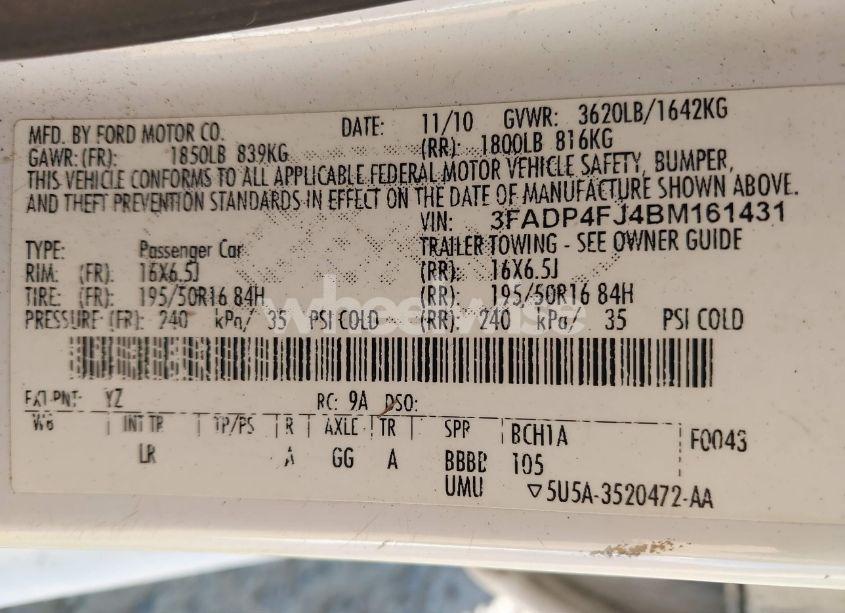 MFD. BY FORD MOTOR CO. DATE: 11/10 GVWR: 3620LB/1642KG
GAWR: (FR): 1850LB 839KG (RR): 1800LB 816KG
THIS VEHICLE CONFORMS TO ALL APPLICABLE FEDERAL MOTOR VEHICLE SAFETY, BUMPER,
AND THEFT PREVENTION STANDARDS IN EFFECT ON THE DATE OF MANUFACTURE SHOWN ABOVE.
VIN: 3FADP4FJ4BM161431
TYPE: Passenger Car TRAILER TOWING - SEE OWNER GUIDE
RIM: (FR): 16X6.5J (RR): 16X6.5J
TIRE: (FR): 195/50R16 84H (RR): 195/50R16 84H
wheelwise
PRESSURE: (FR): 240 kPa/ 35 PSI COLD (RR): 240 kPa/ 35 PSI COLD
EXT PNT: YZ RC: 9A DSO:
WB INT TR TP/PS R AXLE TR SPR BCH1A F0043
LR A GG A BBBB 105
UMU ▽5U5A-3520472-AA